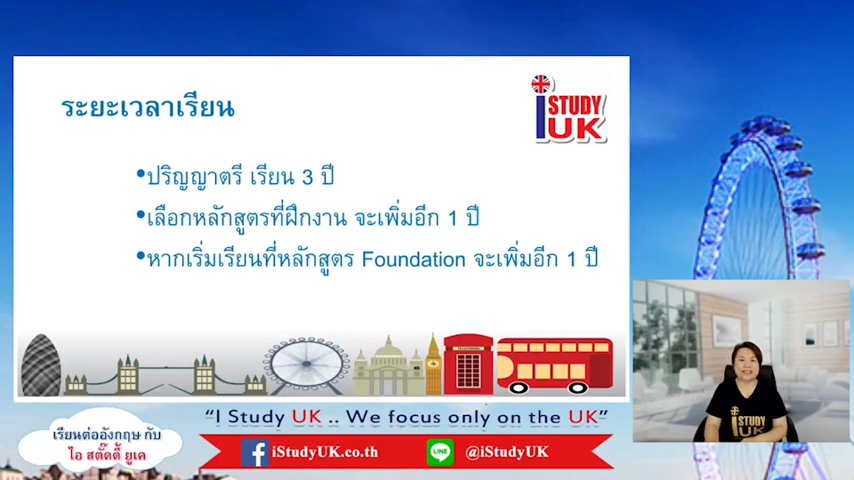 ระยะเวลาเรียน
i STUDY UK
•ปริญญาตรี เรียน 3 ปี
•เลือกหลักสูตรที่ฝึกงาน จะเพิ่มอีก 1 ปี
•หากเริ่มเรียนที่หลักสูตร Foundation จะเพิ่มอีก 1 ปี
TELEPHONE
i STUDY UK
"I Study UK .. We focus only on the UK"
เรียนต่ออังกฤษ กับ
ไอ สตั๊ดดี้ ยูเค
iStudyUK.co.th
LINE @iStudyUK